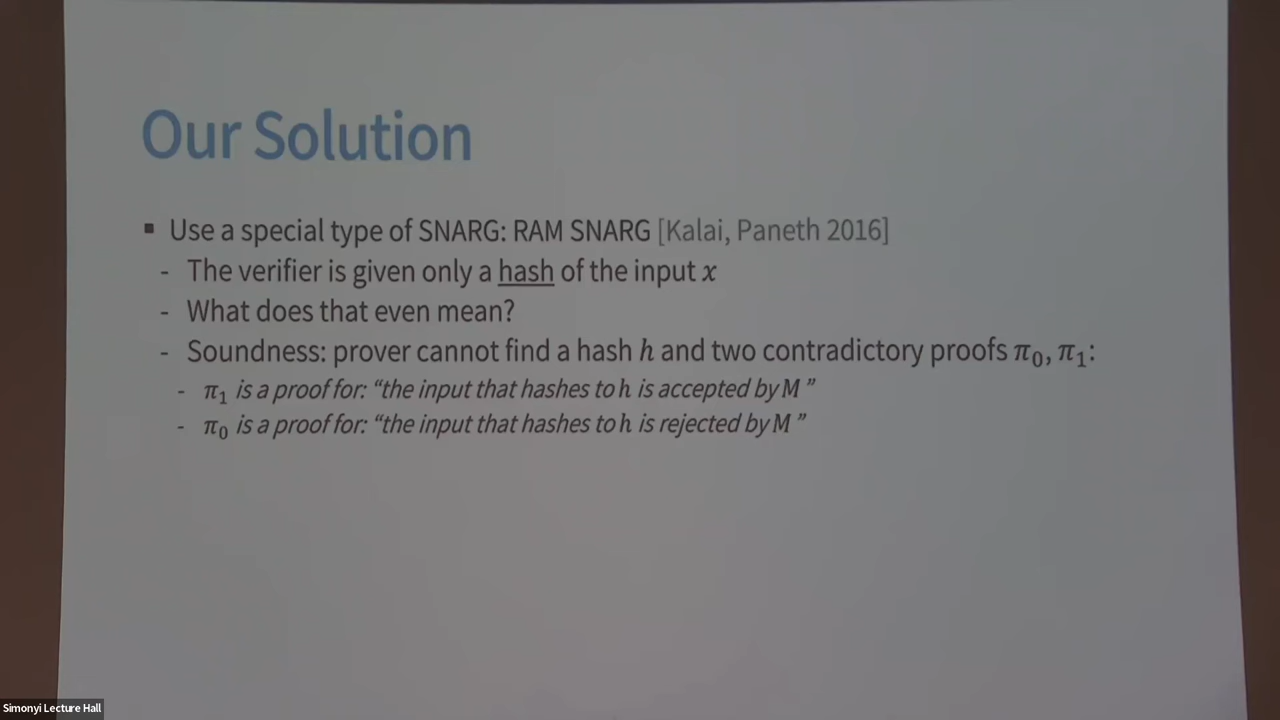 Our Solution
▪ Use a special type of SNARG: RAM SNARG [Kalai, Paneth 2016]
- The verifier is given only a hash of the input 𝑥
- What does that even mean?
- Soundness: prover cannot find a hash ℎ and two contradictory proofs π₀, π₁:
- π₁ is a proof for: “the input that hashes to h is accepted by M ”
- π₀ is a proof for: “the input that hashes to h is rejected by M ”
Simonyi Lecture Hall